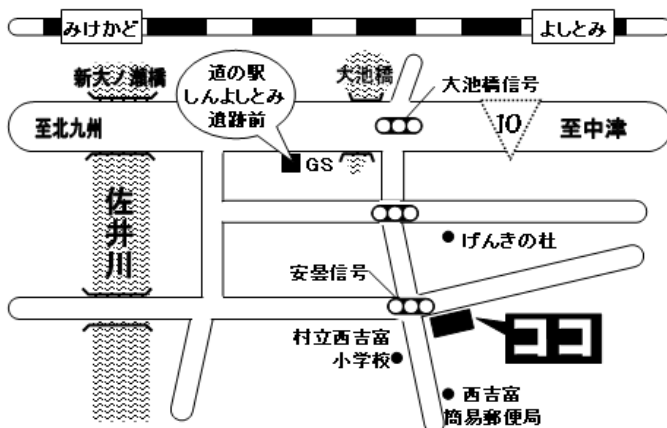 みけかど
よしとみ
新大ノ瀬橋
道の駅
しんよしとみ
遺跡前
大池橋
大池橋信号
至北九州
10
至中津
GS
佐井川
げんきの杜
安曇信号
ココ
村立西吉富
小学校
西吉富
簡易郵便局